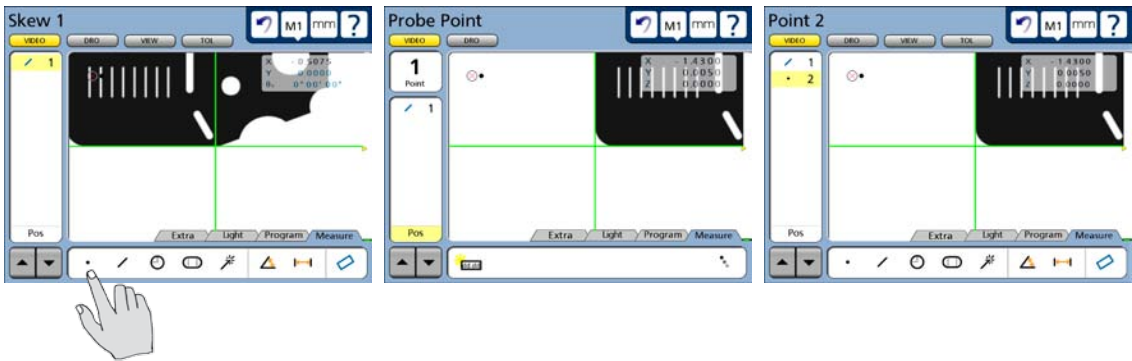 Skew 1
M1 mm ?
VIDEO DRO VIEW TOL
1
X - 0.5075
Y 0.0000
θ. 0°00'00"
Pos
Extra Light Program Measure
Probe Point
M1 mm ?
VIDEO DRO
1
Point
X - 1.4300
Y 0.0050
Z 0.0000
1
Pos
Extra Light Program Measure
Point 2
M1 mm ?
VIDEO DRO VIEW TOL
1
2
X - 1.4300
Y 0.0050
Z 0.0000
Pos
Extra Light Program Measure